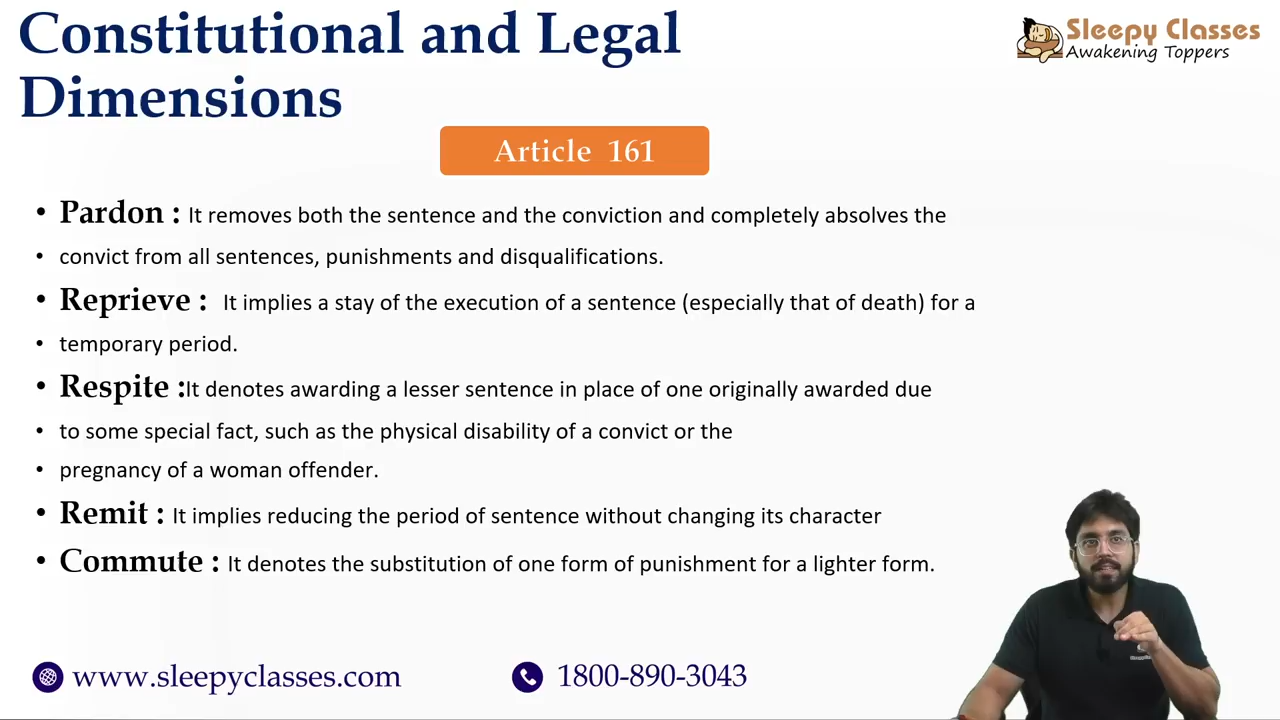 Constitutional and Legal
Dimensions
Sleepy Classes
Awakening Toppers
Article 161
• Pardon : It removes both the sentence and the conviction and completely absolves the
• convict from all sentences, punishments and disqualifications.
• Reprieve : It implies a stay of the execution of a sentence (especially that of death) for a
• temporary period.
• Respite :It denotes awarding a lesser sentence in place of one originally awarded due
• to some special fact, such as the physical disability of a convict or the
• pregnancy of a woman offender.
• Remit : It implies reducing the period of sentence without changing its character
• Commute : It denotes the substitution of one form of punishment for a lighter form.
www.sleepyclasses.com
1800-890-3043